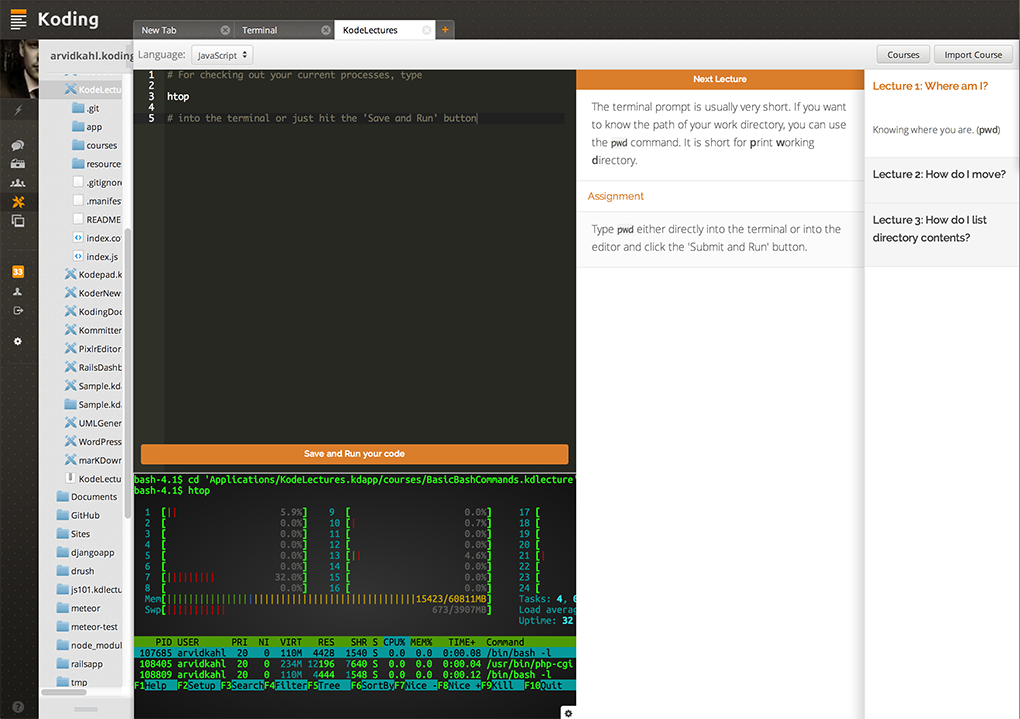 Koding
New Tab
Terminal
KodeLectures
+
arvidkahl.koding
Language:
JavaScript
Courses
Import Course
KodeLectu
.git
app
courses
resource
.gitignore
.manifes
README
index.co
index.js
Kodepad.k
KoderNew
KodingDoc
Kommitter
PixlrEditor
RailsDashb
Sample.kd
Sample.kd
UMLGener
WordPress
marKDown
KodeLectu
Documents
GitHub
Sites
djangoapp
drush
js101.kdlectu
meteor
meteor-test
node_modul
railsapp
tmp
33
1 # For checking out your current processes, type
2
3 htop
4
5 # into the terminal or just hit the 'Save and Run' button
Save and Run your code
bash-4.1$ cd 'Applications/KodeLectures.kdapp/courses/BasicBashCommands.kdlecture'
bash-4.1$ htop
1 [|| 5.9%] 9 [ 0.0%] 17 [
2 [ 0.0%] 10 [| 0.7%] 18 [
3 [ 0.0%] 11 [ 0.0%] 19 [
4 [ 0.0%] 12 [ 0.0%] 20 [
5 [ 0.0%] 13 [|| 4.6%] 21 [
6 [ 0.0%] 14 [ 0.0%] 22 [
7 [||||||||| 32.0%] 15 [ 0.0%] 23 [
8 [ 0.0%] 16 [ 0.0%] 24 [
Mem[ 15423/60811MB] Tasks: 4,
Swp[ 673/3907MB] Load averag
Uptime: 32
PID USER PRI NI VIRT RES SHR S CPU% MEM% TIME+ Command
107685 arvidkahl 20 0 110M 4428 1540 S 0.0 0.0 0:00.08 /bin/bash -l
108405 arvidkahl 20 0 234M 12196 7640 S 0.0 0.0 0:00.04 /usr/bin/php-cgi
108809 arvidkahl 20 0 110M 4444 1548 S 0.0 0.0 0:00.12 /bin/bash -l
F1Help F2Setup F3SearchF4FilterF5Tree F6SortByF7Nice -F8Nice +F9Kill F10Quit
Next Lecture
The terminal prompt is usually very short. If you want
to know the path of your work directory, you can use
the pwd command. It is short for print working
directory.
Assignment
Type pwd either directly into the terminal or into the
editor and click the 'Submit and Run' button.
Lecture 1: Where am I?
Knowing where you are. (pwd)
Lecture 2: How do I move?
Lecture 3: How do I list
directory contents?